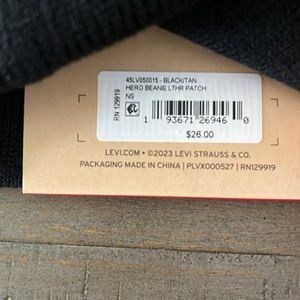 45LV050015 - BLACK/TAN
HERO BEANIE LTHR PATCH
NS
RN 129919
1 93671 26946 0
$26.00
LEVI.COM • ©2023 LEVI STRAUSS & CO.
PACKAGING MADE IN CHINA | PLVX000527 | RN129919